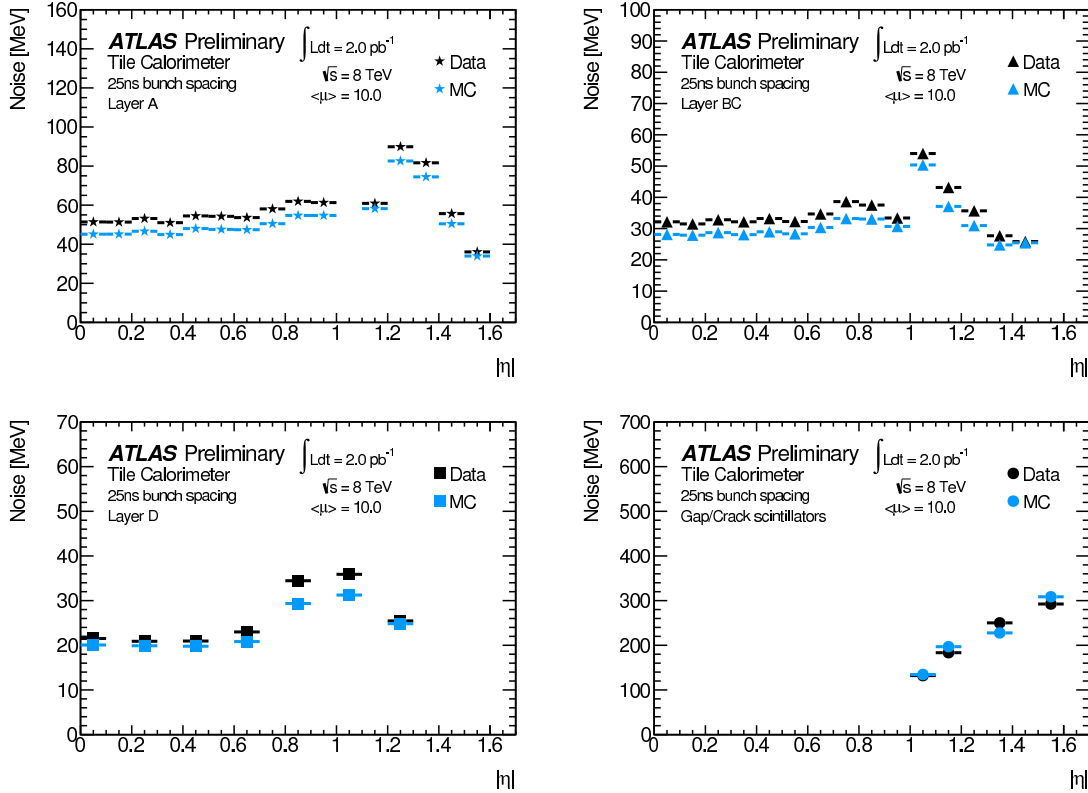 Noise [MeV]
160
140
120
100
80
60
40
20
0
ATLAS Preliminary
Tile Calorimeter
25ns bunch spacing
Layer A
∫ Ldt = 2.0 pb⁻¹
√s = 8 TeV
<μ> = 10.0
Data
MC
0 0.2 0.4 0.6 0.8 1 1.2 1.4 1.6
|η|
Noise [MeV]
100
90
80
70
60
50
40
30
20
10
0
ATLAS Preliminary
Tile Calorimeter
25ns bunch spacing
Layer BC
∫ Ldt = 2.0 pb⁻¹
√s = 8 TeV
<μ> = 10.0
Data
MC
0 0.2 0.4 0.6 0.8 1 1.2 1.4 1.6
|η|
Noise [MeV]
70
60
50
40
30
20
10
0
ATLAS Preliminary
Tile Calorimeter
25ns bunch spacing
Layer D
∫ Ldt = 2.0 pb⁻¹
√s = 8 TeV
<μ> = 10.0
Data
MC
0 0.2 0.4 0.6 0.8 1 1.2 1.4 1.6
|η|
Noise [MeV]
700
600
500
400
300
200
100
0
ATLAS Preliminary
Tile Calorimeter
25ns bunch spacing
Gap/Crack scintillators
∫ Ldt = 2.0 pb⁻¹
√s = 8 TeV
<μ> = 10.0
Data
MC
0 0.2 0.4 0.6 0.8 1 1.2 1.4 1.6
|η|